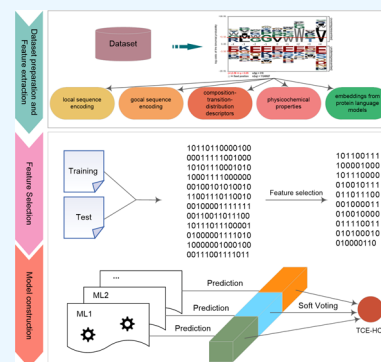 Dataset preparation and
Feature extraction
Dataset
local sequence
encoding
gocal sequence
encoding
composition-
transition-
distribution
descriptors
physicochemical
properties
embeddings from
protein language
models
Feature Selection
Training
Test
10110110000100
00011111001000
10101110001010
10001111000000
00100101010010
11001110110010
00100001111111
00110011011100
10111011100001
01000001111010
10000001000100
00111001111011
Feature selection
101100111
100001000
101110000
010010111
011011100
001000011
010010000
011110011
010100010
010000110
Model construction
...
ML2
ML1
Prediction
Prediction
Prediction
Soft Voting